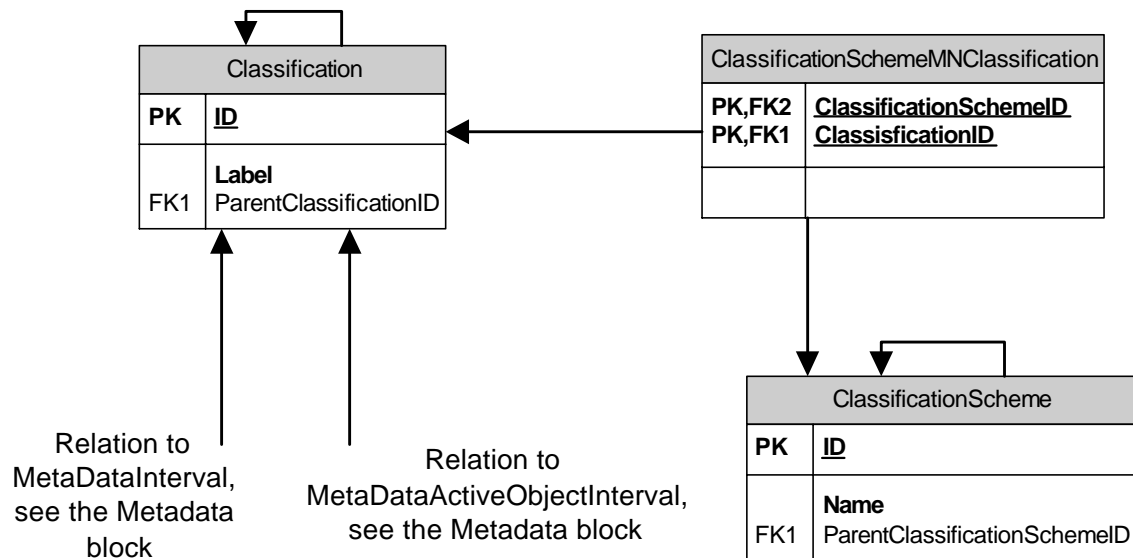 Classification
PK ID
Label
FK1 ParentClassificationID
ClassificationSchemeMNClassification
PK,FK2 ClassificationSchemeID
PK,FK1 ClassisficationID
ClassificationScheme
PK ID
Name
FK1 ParentClassificationSchemeID
Relation to
MetaDataInterval,
see the Metadata
block
Relation to
MetaDataActiveObjectInterval,
see the Metadata block